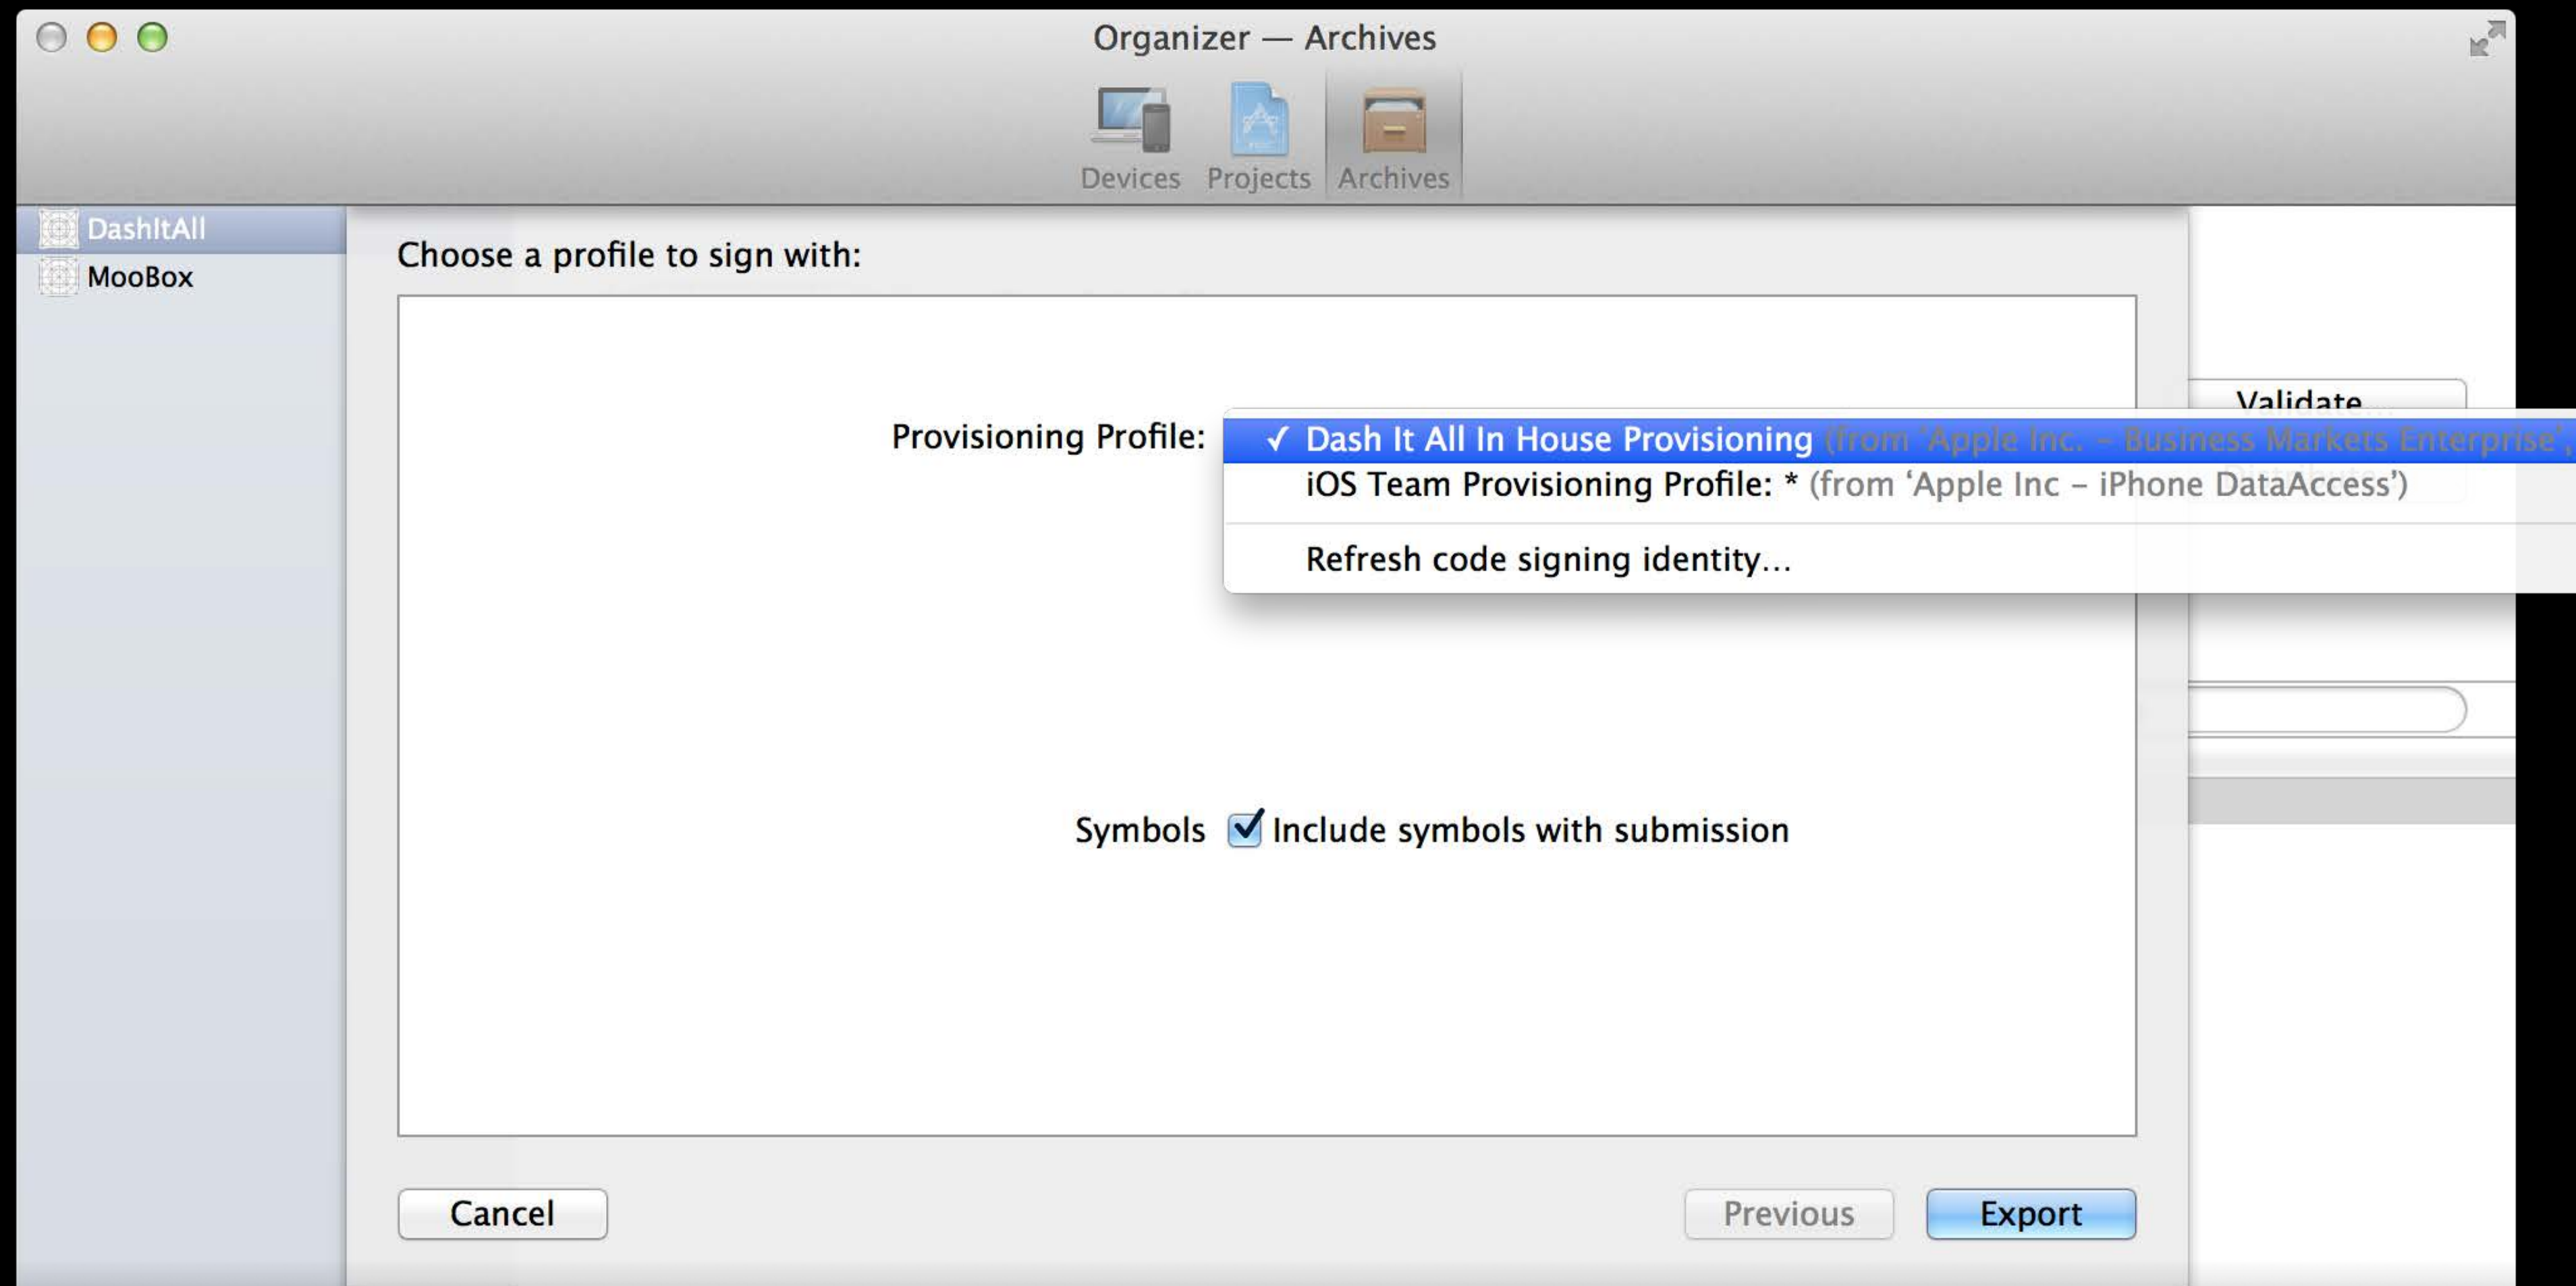 Organizer — Archives
Devices Projects Archives
DashItAll
MooBox
Choose a profile to sign with:
Validate...
Provisioning Profile:
✓ Dash It All In House Provisioning (from 'Apple Inc. – Business Markets Enterprise',
iOS Team Provisioning Profile: * (from ‘Apple Inc – iPhone DataAccess’)
Refresh code signing identity...
Symbols Include symbols with submission
Cancel Previous Export